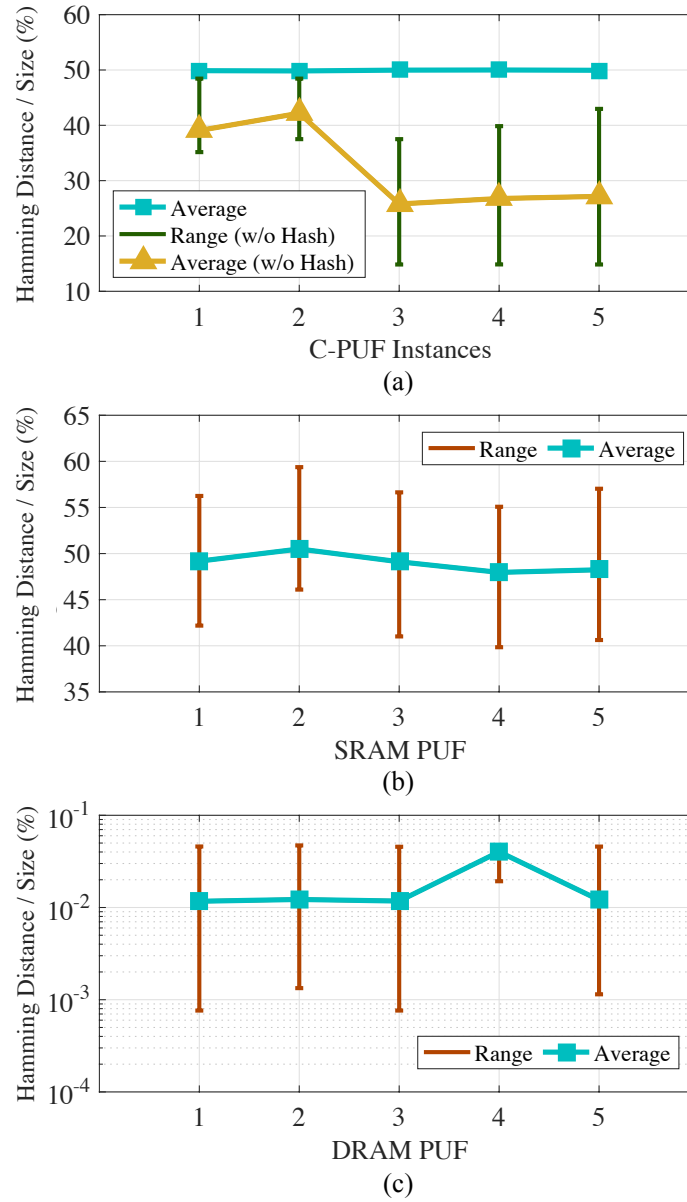 60
50
40
30
20
10
Hamming Distance / Size (%)
Average
Range (w/o Hash)
Average (w/o Hash)
1 2 3 4 5
C-PUF Instances
(a)
65
60
55
50
45
40
35
Hamming Distance / Size (%)
Range Average
1 2 3 4 5
SRAM PUF
(b)
10^-1
10^-2
10^-3
10^-4
Hamming Distance / Size (%)
Range Average
1 2 3 4 5
DRAM PUF
(c)